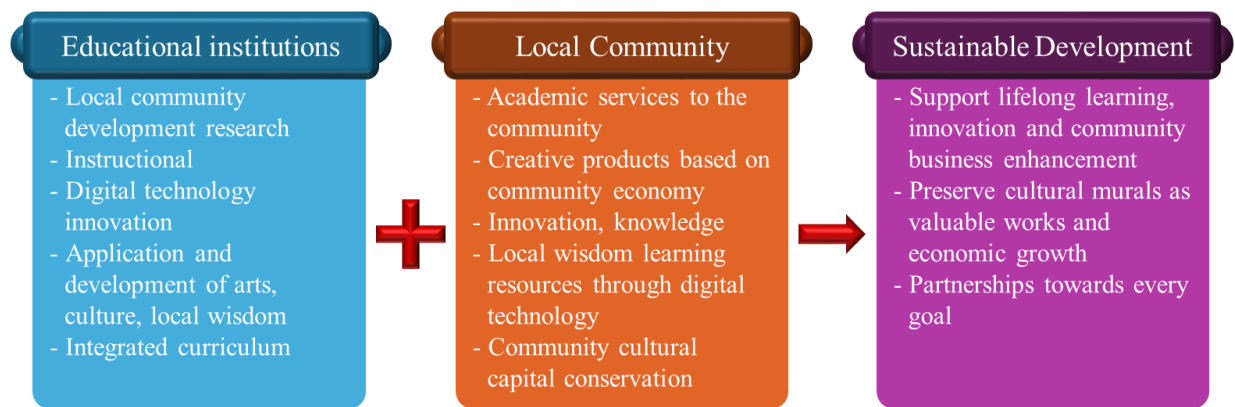 Educational institutions
- Local community
development research
- Instructional
- Digital technology
innovation
- Application and
development of arts,
culture, local wisdom
- Integrated curriculum
Local Community
- Academic services to the
community
- Creative products based on
community economy
- Innovation, knowledge
- Local wisdom learning
resources through digital
technology
- Community cultural
capital conservation
Sustainable Development
- Support lifelong learning,
innovation and community
business enhancement
- Preserve cultural murals as
valuable works and
economic growth
- Partnerships towards every
goal